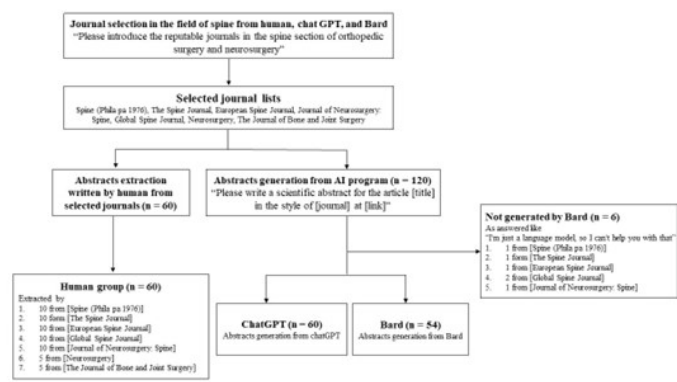 Journal selection in the field of spine from human, chat GPT, and Bard
“Please introduce the reputable journals in the spine section of orthopedic
surgery and neurosurgery”
Selected journal lists
Spine (Phila pa 1976), The Spine Journal, European Spine Journal, Journal of Neurosurgery:
Spine, Global Spine Journal, Neurosurgery, The Journal of Bone and Joint Surgery
Abstracts extraction
written by human from
selected journals (n = 60)
Abstracts generation from AI program (n = 120)
“Please write a scientific abstract for the article [title]
in the style of [journal] at [link]”
Not generated by Bard (n = 6)
As answered like
"I'm just a language model, so I can't help you with that"
1. 1 from [Spine (Phila pa 1976)]
2. 1 from [The Spine Journal]
3. 1 from [European Spine Journal]
4. 2 from [Global Spine Journal]
5. 1 from [Journal of Neurosurgery: Spine]
Human group (n = 60)
Extracted by
1. 10 from [Spine (Phila pa 1976)]
2. 10 form [The Spine Journal]
3. 10 from [European Spine Journal]
4. 10 from [Global Spine Journal]
5. 10 from [Journal of Neurosurgery: Spine]
6. 5 from [Neurosurgery]
7. 5 from [The Journal of Bone and Joint Surgery]
ChatGPT (n = 60)
Abstracts generation from chatGPT
Bard (n = 54)
Abstracts generation from Bard